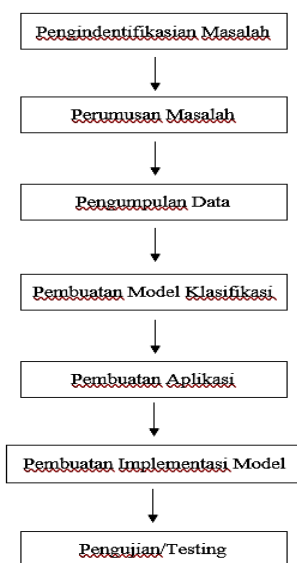 Pengindentifikasian Masalah
Perumusan Masalah
Pengumpulan Data
Pembuatan Model Klasifikasi
Pembuatan Aplikasi
Pembuatan Implementasi Model
Pengujian/Testing